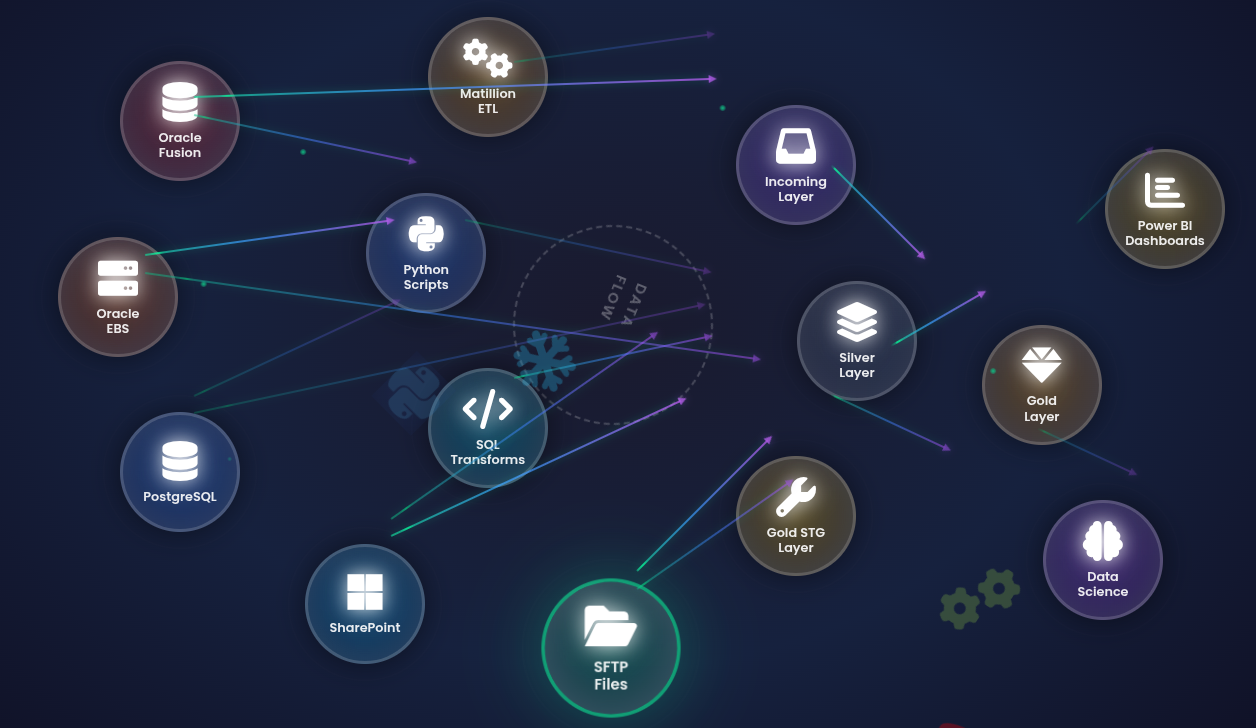 Matillion
ETL
Oracle
Fusion
Incoming
Layer
Power BI
Dashboards
Python
Scripts
DATA
FLOW
Oracle
EBS
Silver
Layer
Gold
Layer
SQL
Transforms
PostgreSQL
Gold STG
Layer
Data
Science
SharePoint
SFTP
Files